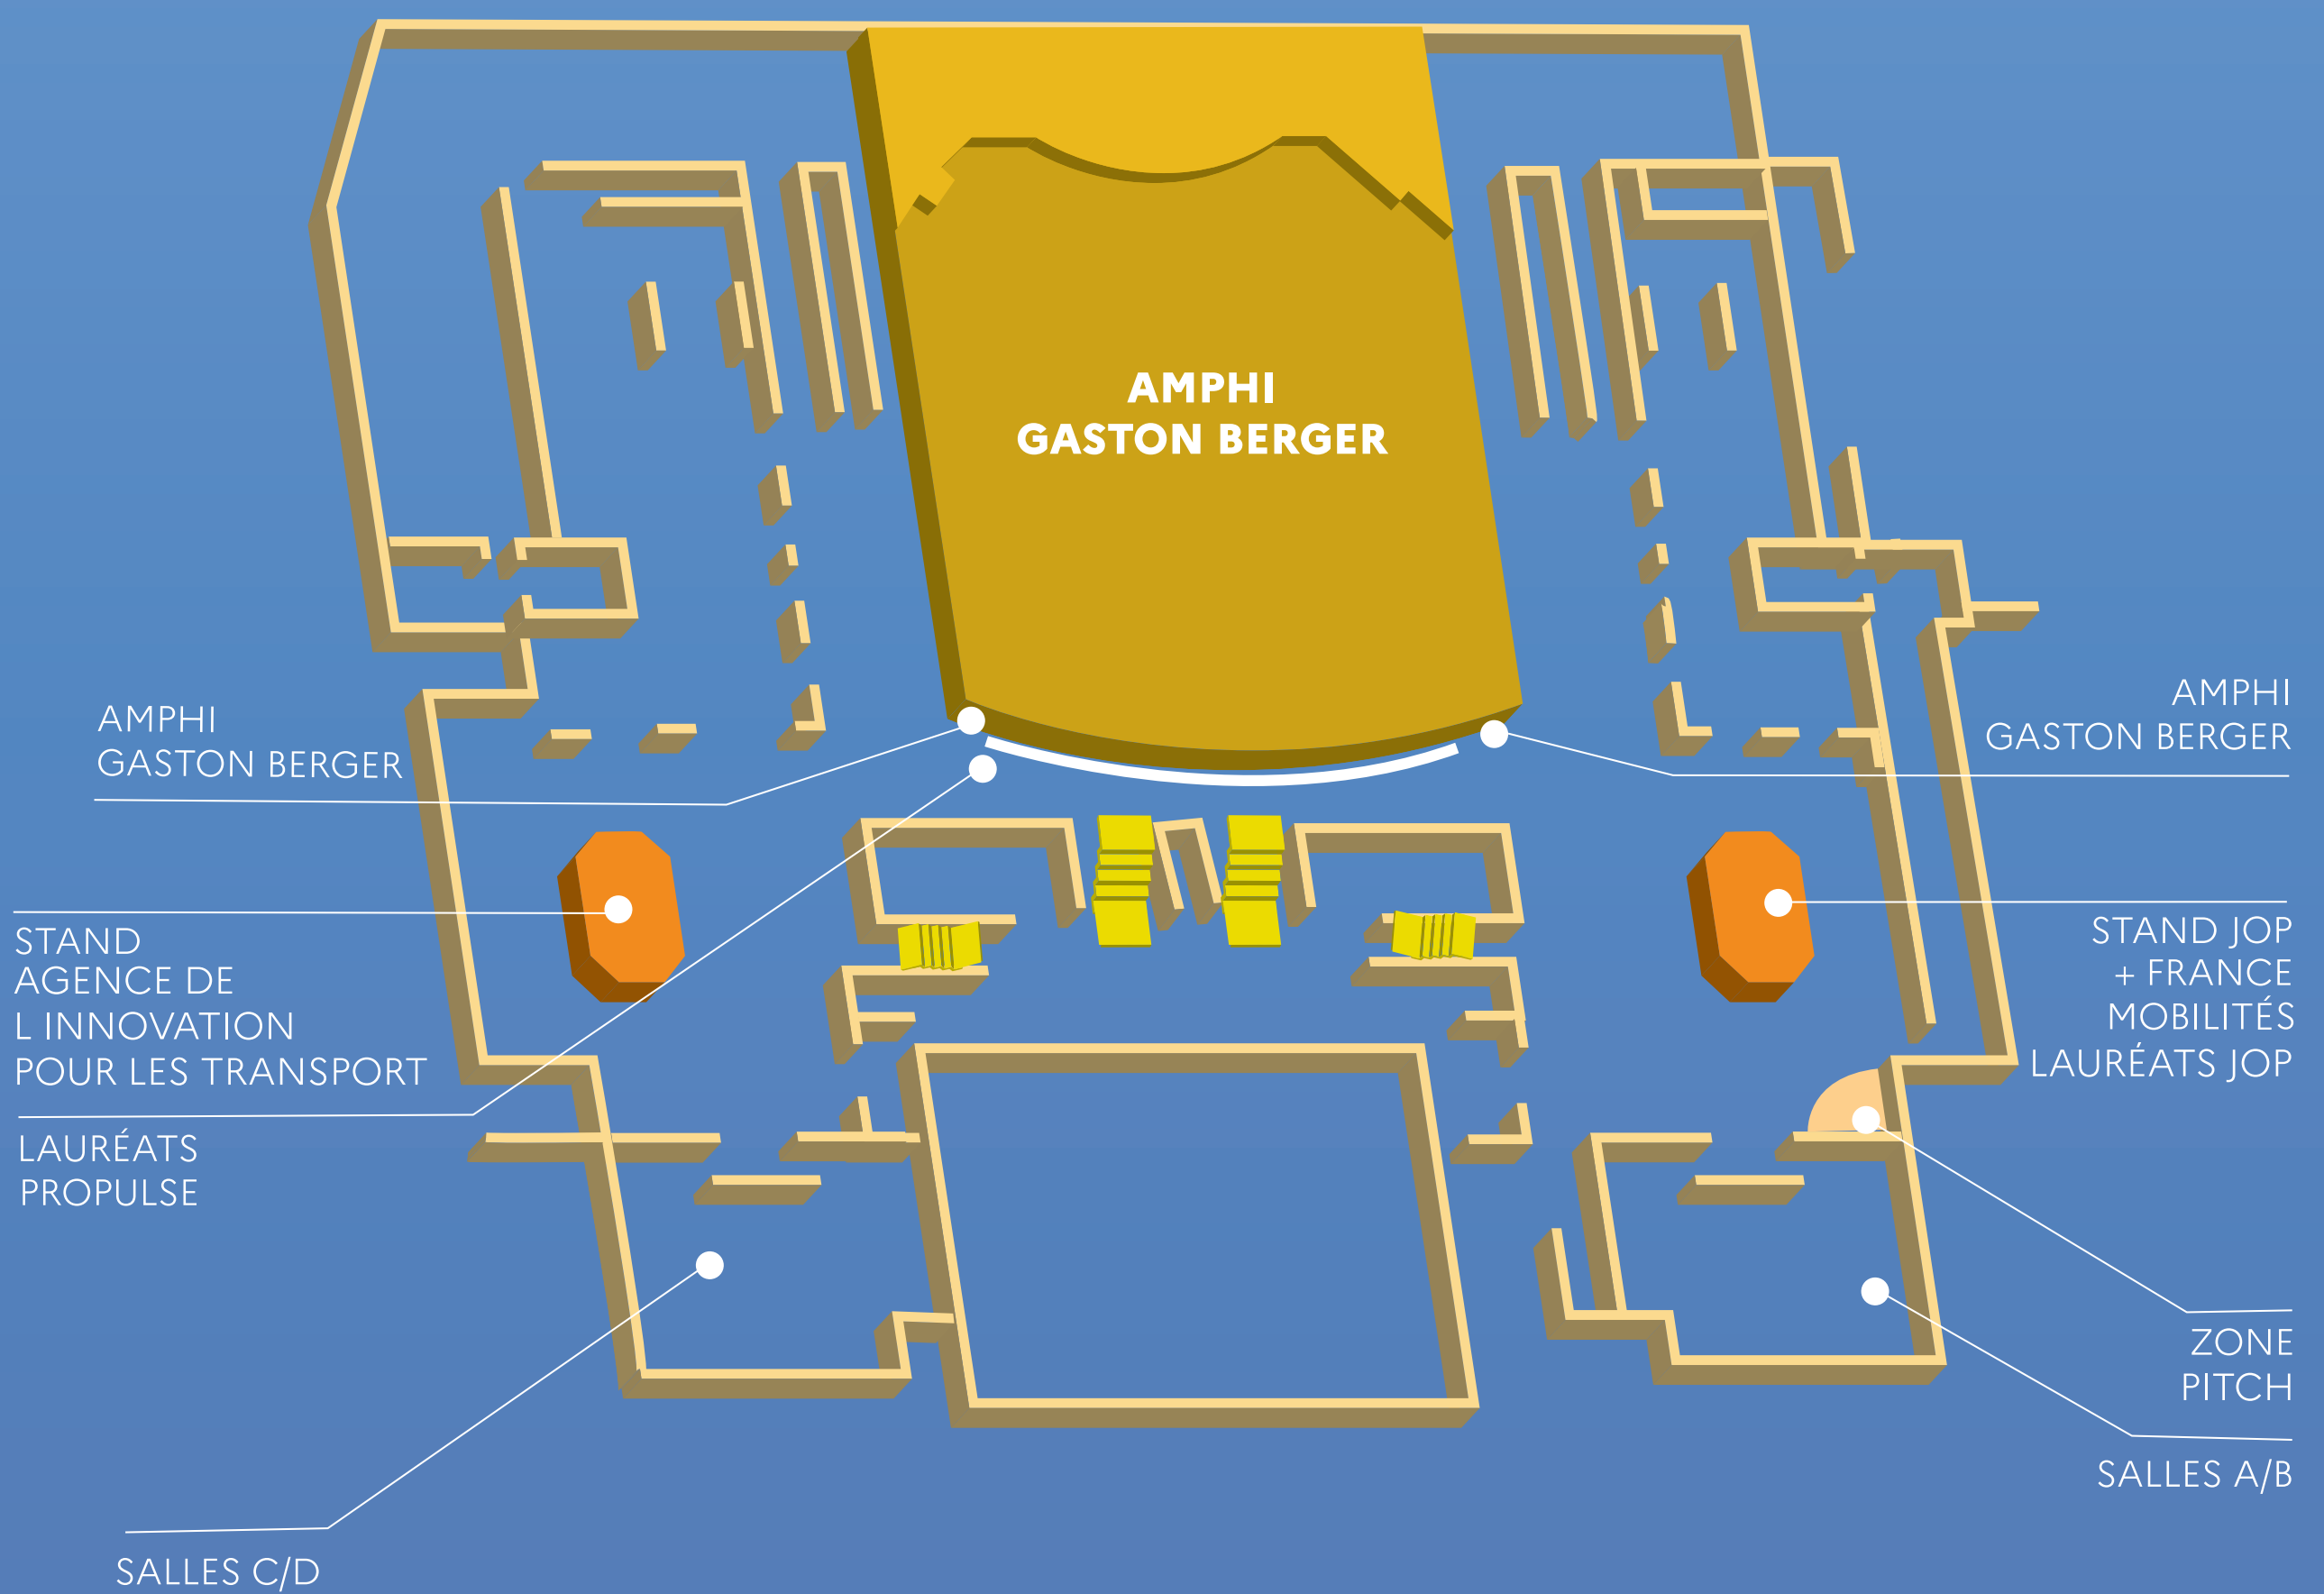 AMPHI
GASTON BERGER
AMPHI
GASTON BERGER
AMPHI
GASTON BERGER
STAND
AGENCE DE
L INNOVATION
POUR LES TRANSPORT
STAND JOP
+ FRANCE
MOBILITÉS
LAURÉATS JOP
LAURÉATS
PROPULSE
ZONE
PITCH
SALLES A/B
SALLES C/D